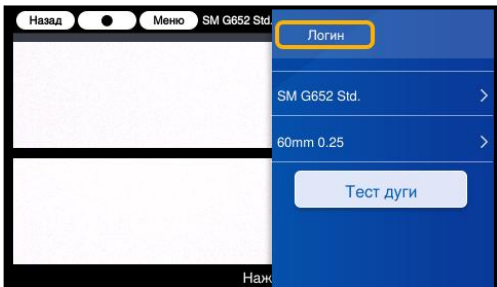 Назад Меню SM G652 Std.
Логин
SM G652 Std.
60mm 0.25
Тест дуги
Наж